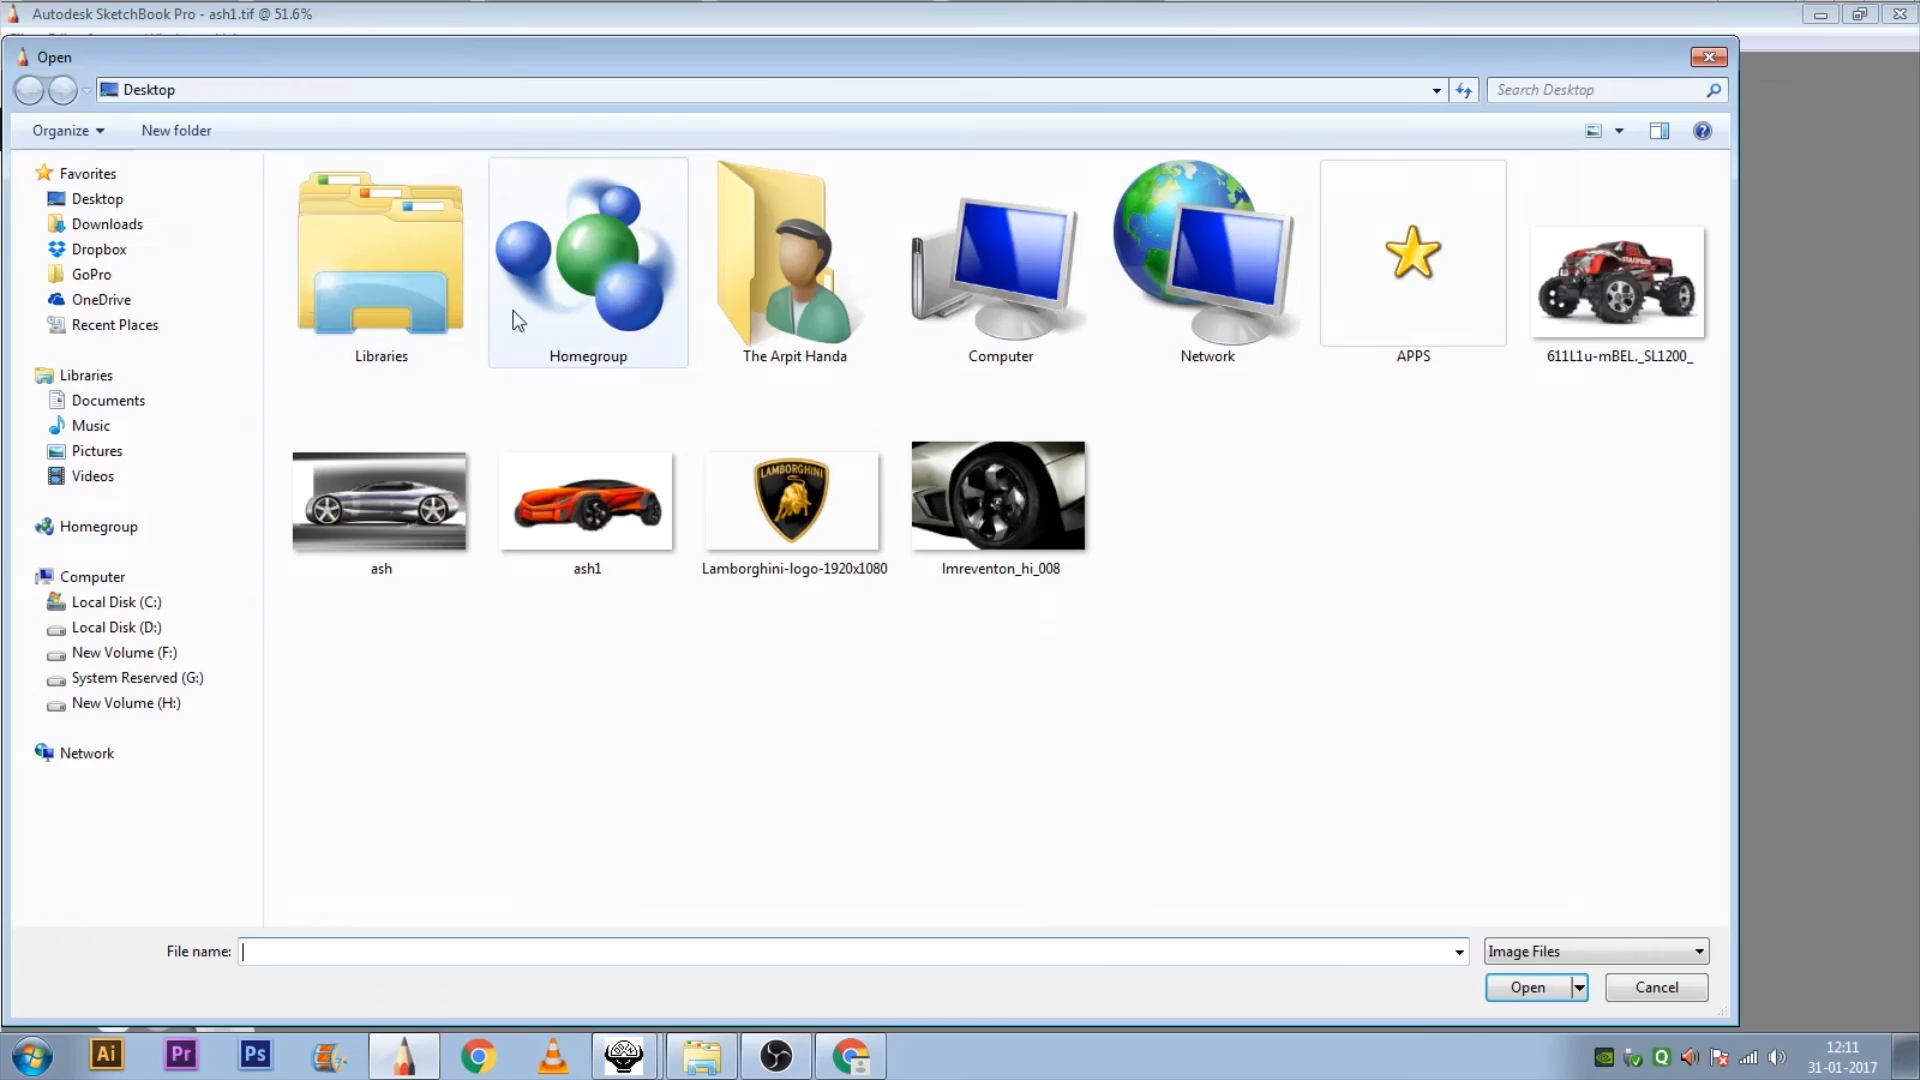 Autodesk SketchBook Pro - ash1.tif @ 51.6%
Open
Desktop
Search Desktop
Organize
New folder
Favorites
Desktop
Downloads
Dropbox
GoPro
OneDrive
Recent Places
Libraries
Documents
Music
Pictures
Videos
Homegroup
Computer
Local Disk (C:)
Local Disk (D:)
New Volume (F:)
System Reserved (G:)
New Volume (H:)
Network
Libraries
Homegroup
The Arpit Handa
Computer
Network
APPS
611L1u-mBEL._SL1200_
LAMBORGHINI
ash
ash1
Lamborghini-logo-1920x1080
lmreventon_hi_008
File name:
Image Files
Open
Cancel
Ai
Pr
Ps
12:11
31-01-2017